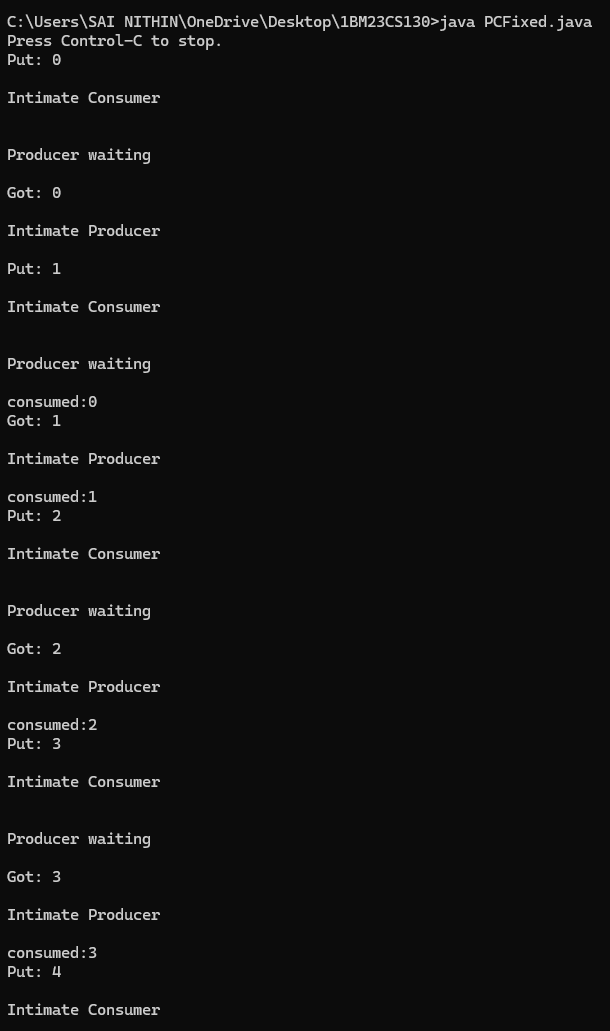 C:\Users\SAI NITHIN\OneDrive\Desktop\1BM23CS130>java PCFixed.java
Press Control-C to stop.
Put: 0
Intimate Consumer
Producer waiting
Got: 0
Intimate Producer
Put: 1
Intimate Consumer
Producer waiting
consumed:0
Got: 1
Intimate Producer
consumed:1
Put: 2
Intimate Consumer
Producer waiting
Got: 2
Intimate Producer
consumed:2
Put: 3
Intimate Consumer
Producer waiting
Got: 3
Intimate Producer
consumed:3
Put: 4
Intimate Consumer